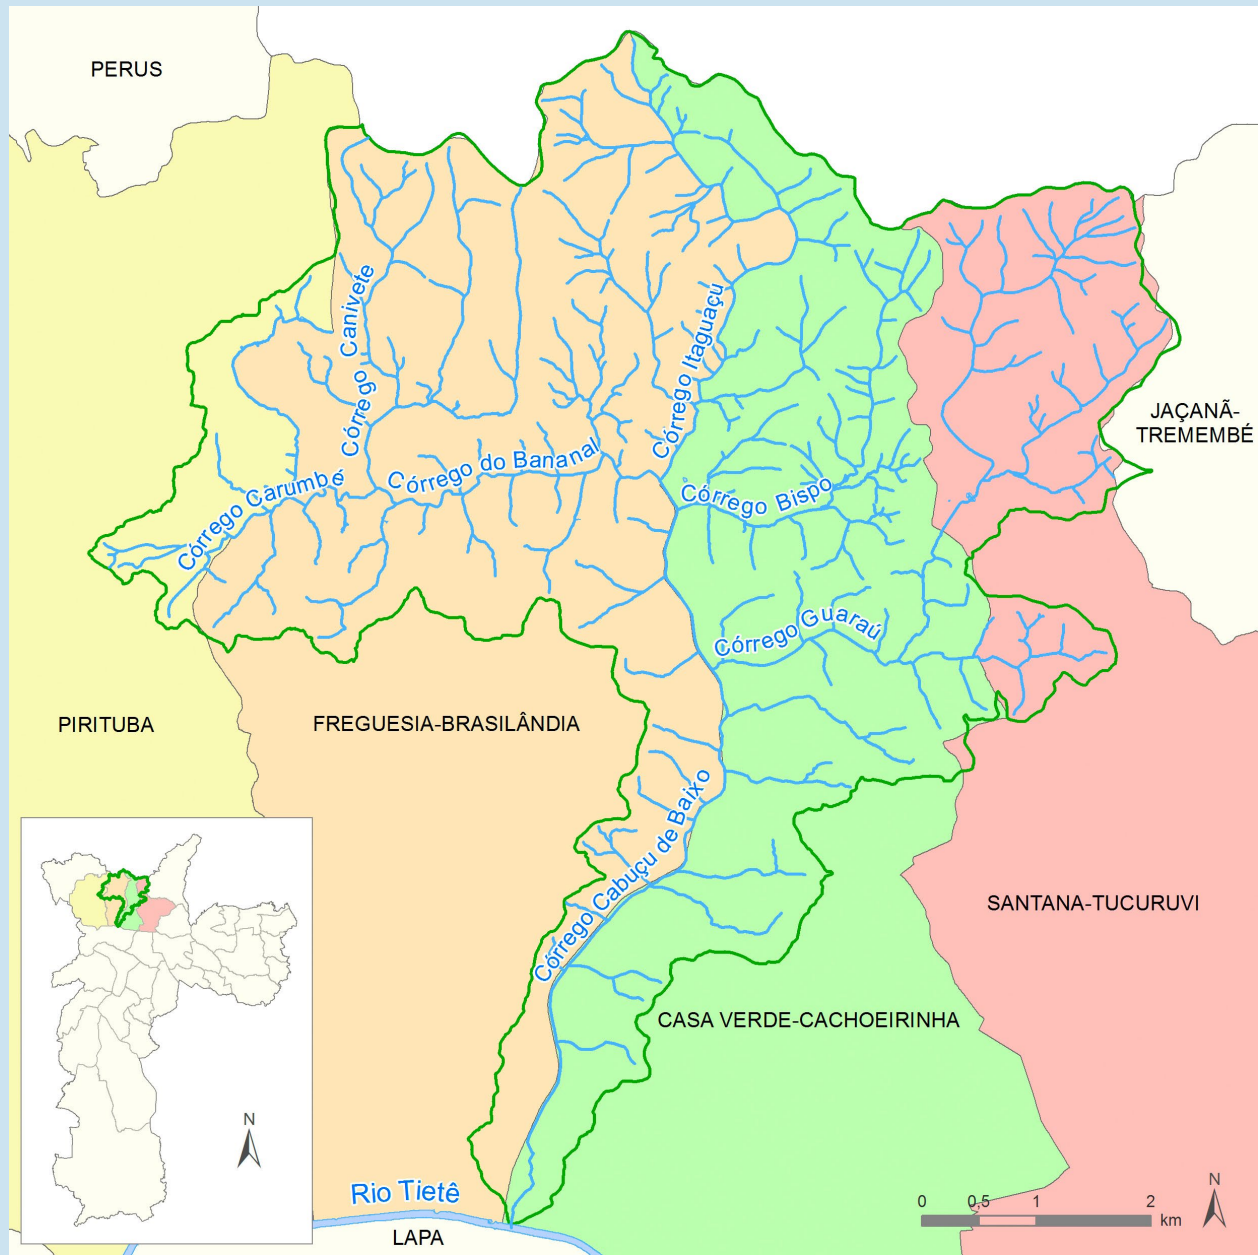 PERUS
Córrego Canivete
Córrego Itaguaçu
JAÇANÃ-
TREMEMBÉ
Córrego Carumbé
Córrego do Bananal
Córrego Bispo
Córrego Guaraú
PIRITUBA
FREGUESIA-BRASILÂNDIA
Córrego Cabuçu de Baixo
SANTANA-TUCURUVI
CASA VERDE-CACHOEIRINHA
N
Rio Tietê
LAPA
N
0 0,5 1 2
km